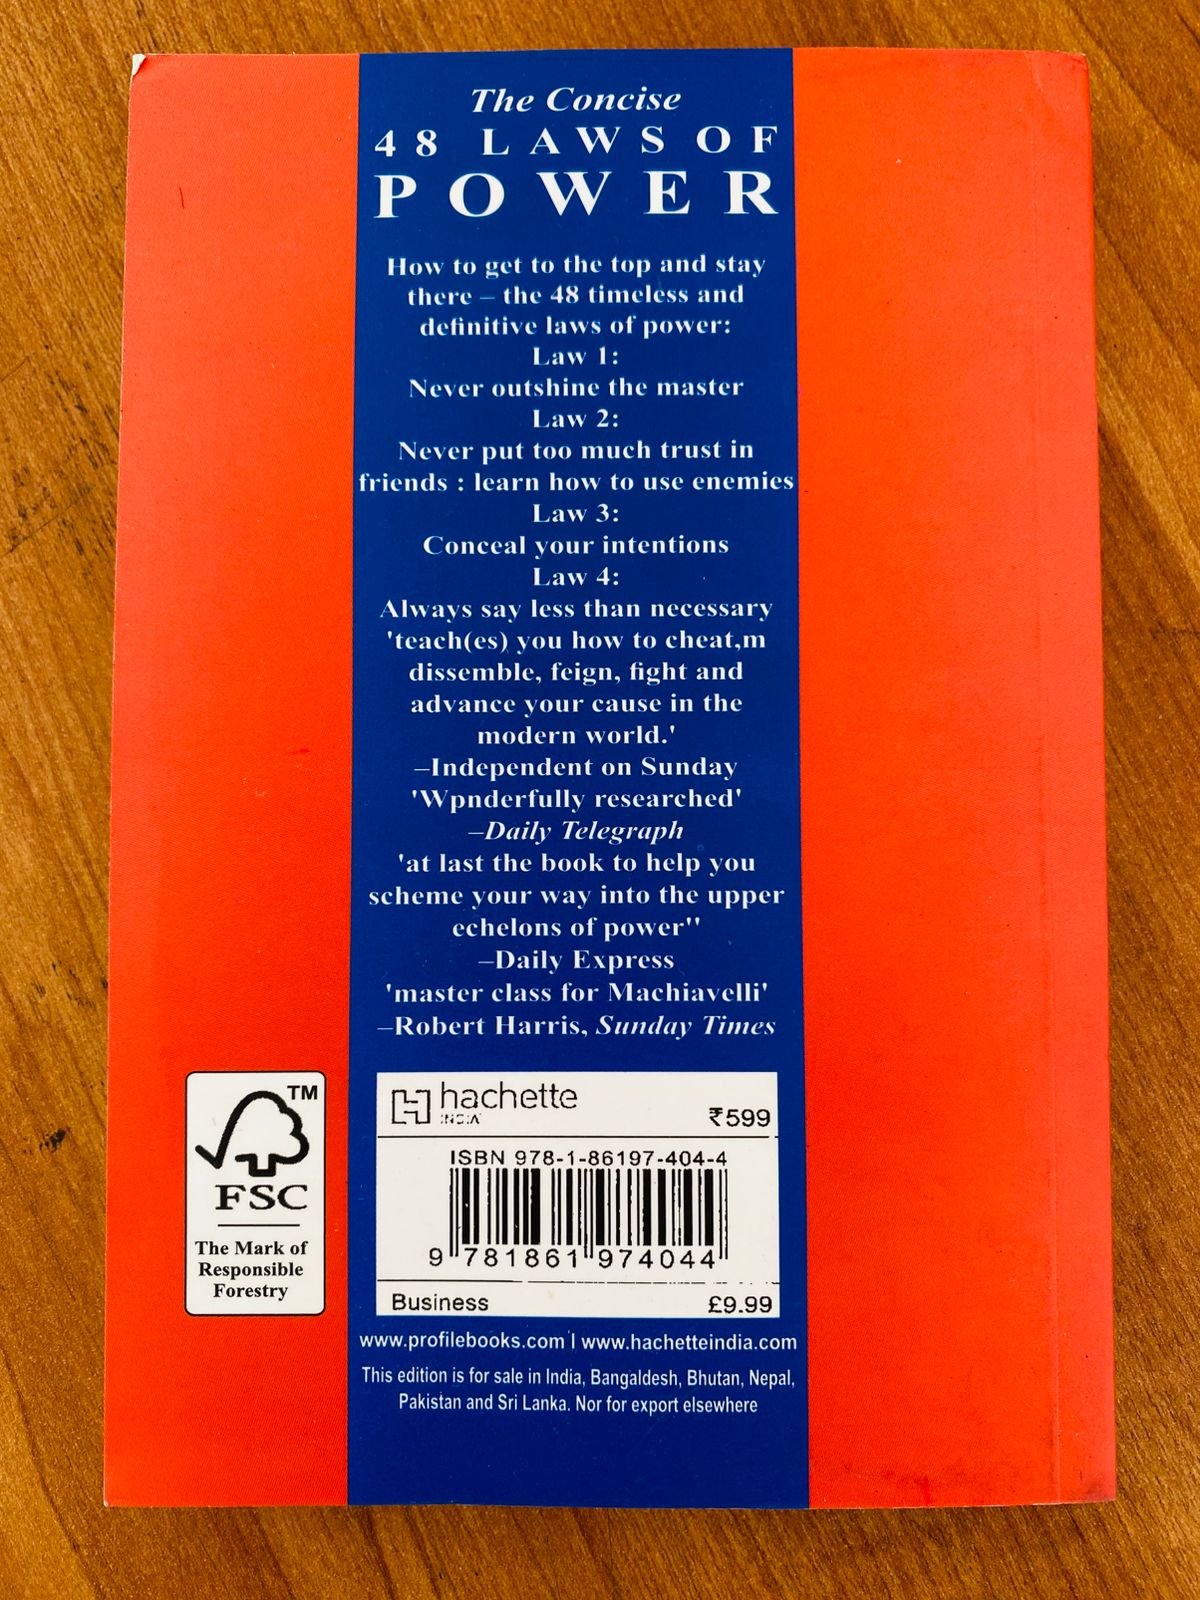 The Concise
48 LAWS OF
POWER
How to get to the top and stay
there – the 48 timeless and
definitive laws of power:
Law 1:
Never outshine the master
Law 2:
Never put too much trust in
friends : learn how to use enemies
Law 3:
Conceal your intentions
Law 4:
Always say less than necessary
'teach(es) you how to cheat,m
dissemble, feign, fight and
advance your cause in the
modern world.'
–Independent on Sunday
'Wpnderfully researched'
–Daily Telegraph
'at last the book to help you
scheme your way into the upper
echelons of power''
–Daily Express
'master class for Machiavelli'
–Robert Harris, Sunday Times
hachette
INDIA
₹599
ISBN 978-1-86197-404-4
9 781861 974044
Business
£9.99
TM
FSC
The Mark of
Responsible
Forestry
www.profilebooks.com | www.hachetteindia.com
This edition is for sale in India, Bangaldesh, Bhutan, Nepal,
Pakistan and Sri Lanka. Nor for export elsewhere